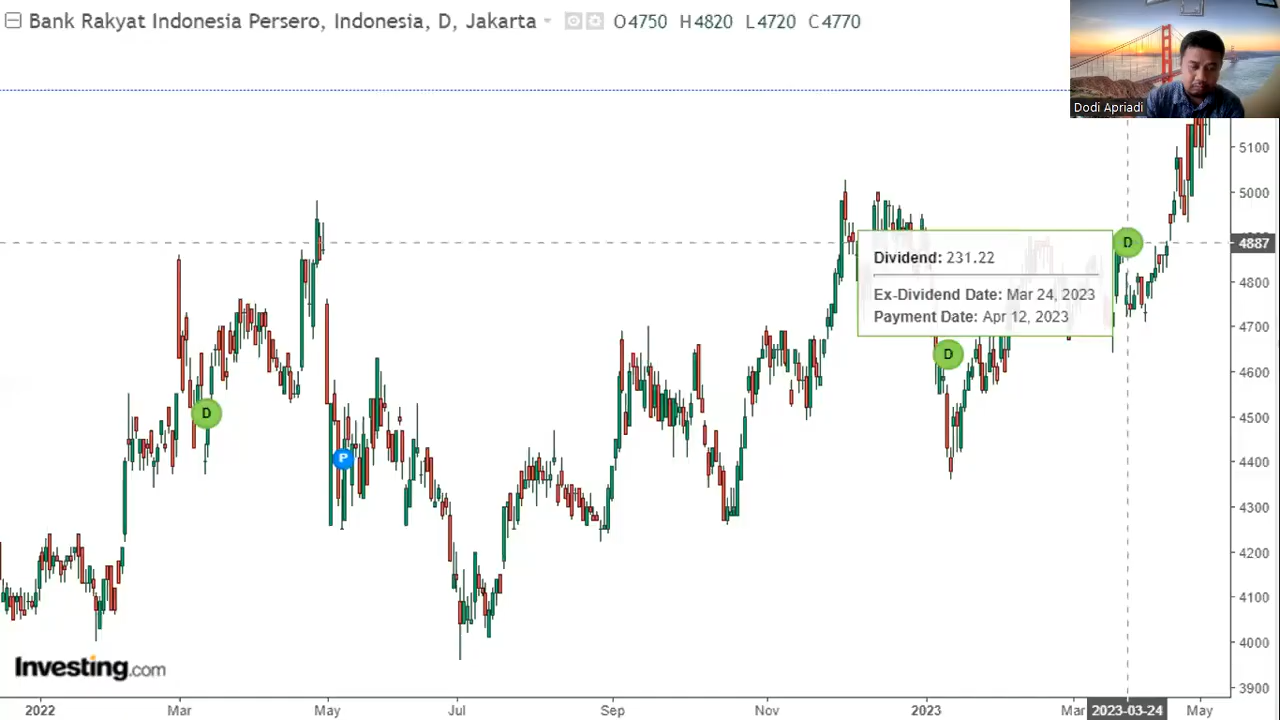 Bank Rakyat Indonesia Persero, Indonesia, D, Jakarta O4750 H4820 L4720 C4770
Dodi Apriadi
5100
5000
4887
4800
4700
4600
4500
4400
4300
4200
4100
4000
3900
D
Dividend: 231.22
Ex-Dividend Date: Mar 24, 2023
Payment Date: Apr 12, 2023
D
D
P
Investing.com
2022 Mar May Jul Sep Nov 2023 Mar 2023-03-24 May